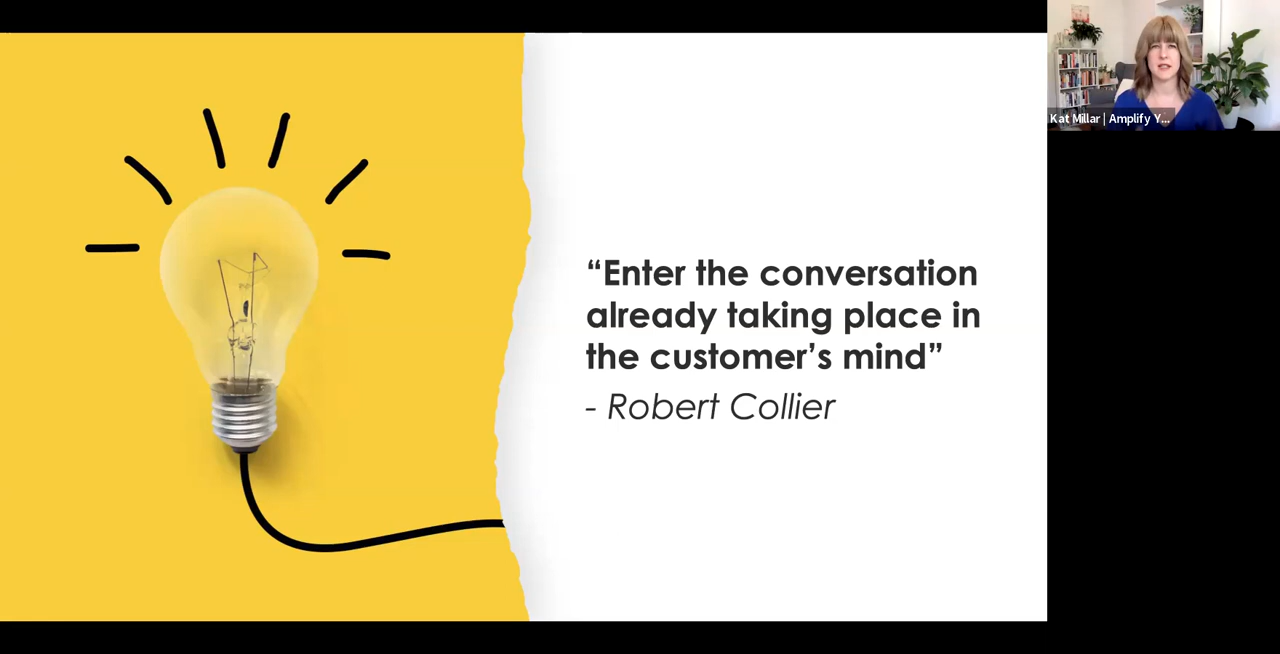 “Enter the conversation
already taking place in
the customer’s mind”
- Robert Collier
Kat Millar | Amplify Y...